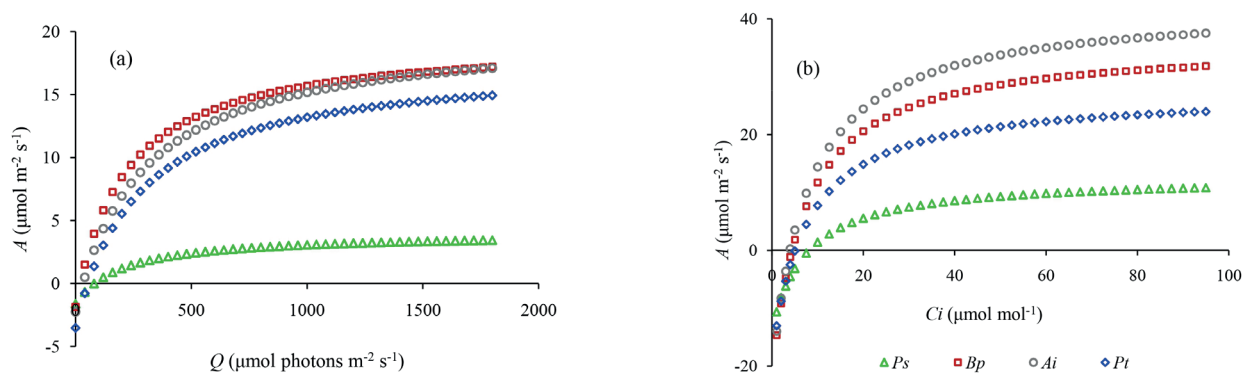 (a)
20
15
10
5
0
-5
0 500 1000 1500 2000
A (μmol m⁻² s⁻¹)
Q (μmol photons m⁻² s⁻¹)
(b)
40
20
0
-20
0 20 40 60 80 100
A (μmol m⁻² s⁻¹)
Ci (μmol mol⁻¹)
Ps Bp Ai Pt